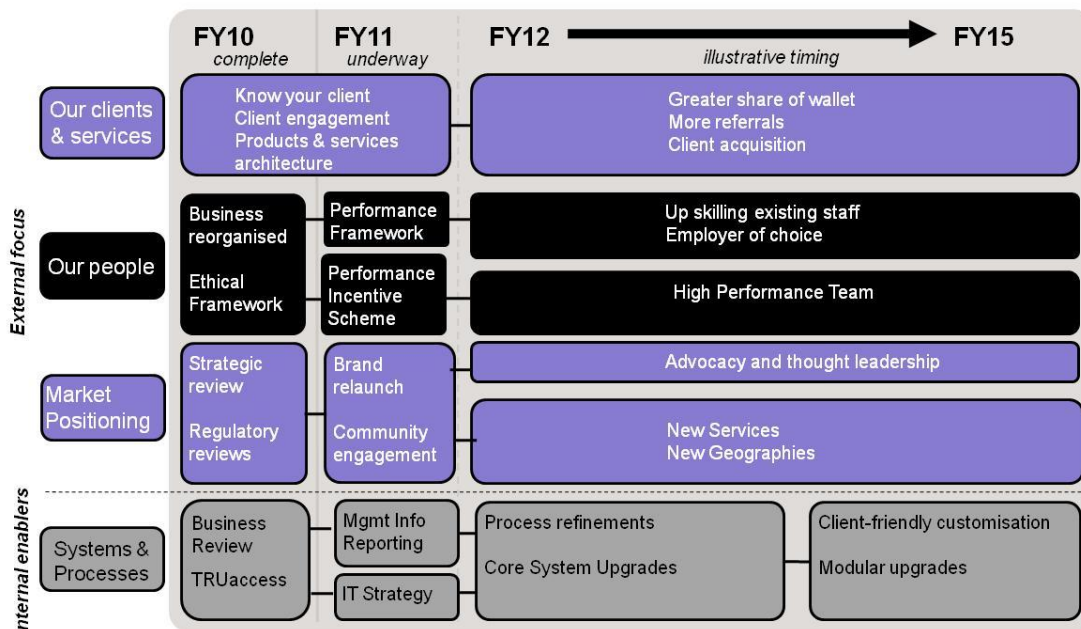 FY10
complete
FY11
underway
FY12
FY15
illustrative timing
External focus
Our clients
& services
Know your client
Client engagement
Products & services
architecture
Greater share of wallet
More referrals
Client acquisition
Our people
Business
reorganised
Ethical
Framework
Performance
Framework
Performance
Incentive
Scheme
Up skilling existing staff
Employer of choice
High Performance Team
Market
Positioning
Strategic
review
Regulatory
reviews
Brand
relaunch
Community
engagement
Advocacy and thought leadership
New Services
New Geographies
nternal enablers
Systems &
Processes
Business
Review
TRUaccess
Mgmt Info
Reporting
IT Strategy
Process refinements
Core System Upgrades
Client-friendly customisation
Modular upgrades